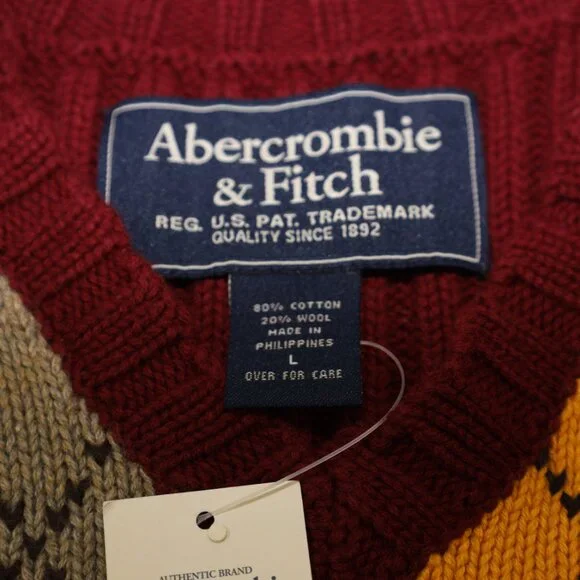 Abercrombie
& Fitch
REG. U.S. PAT. TRADEMARK
QUALITY SINCE 1892
80% COTTON
20% WOOL
MADE IN
PHILIPPINES
L
OVER FOR CARE
AUTHENTIC BRAND